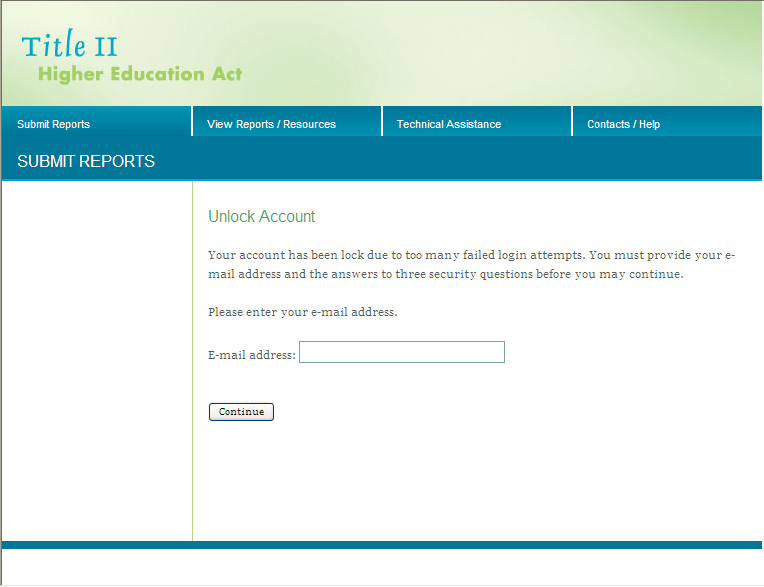 Title II
Higher Education Act
Submit Reports
View Reports / Resources
Technical Assistance
Contacts / Help
SUBMIT REPORTS
Unlock Account
Your account has been lock due to too many failed login attempts. You must provide your e-
mail address and the answers to three security questions before you may continue.
Please enter your e-mail address.
E-mail address:
Continue